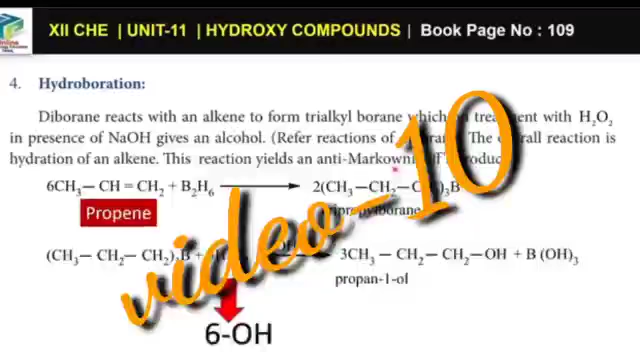 XII CHE | UNIT-11 | HYDROXY COMPOUNDS | Book Page No : 109
4. Hydroboration:
Diborane reacts with an alkene to form trialkyl borane which on treatment with H₂O₂
in presence of NaOH gives an alcohol. (Refer reactions of The overall reaction is
hydration of an alkene. This reaction yields an anti-Markownikoff's product
6CH₃— CH = CH₂ + B₂H₆ ⟶ 2(CH₃—CH₂— )₃B
Propene
tripropylborane
(CH₃— CH₂— CH₂)₃B + 3CH₃ — CH₂— CH₂—OH + B (OH)₃
propan-1-ol
6-OH
video-10